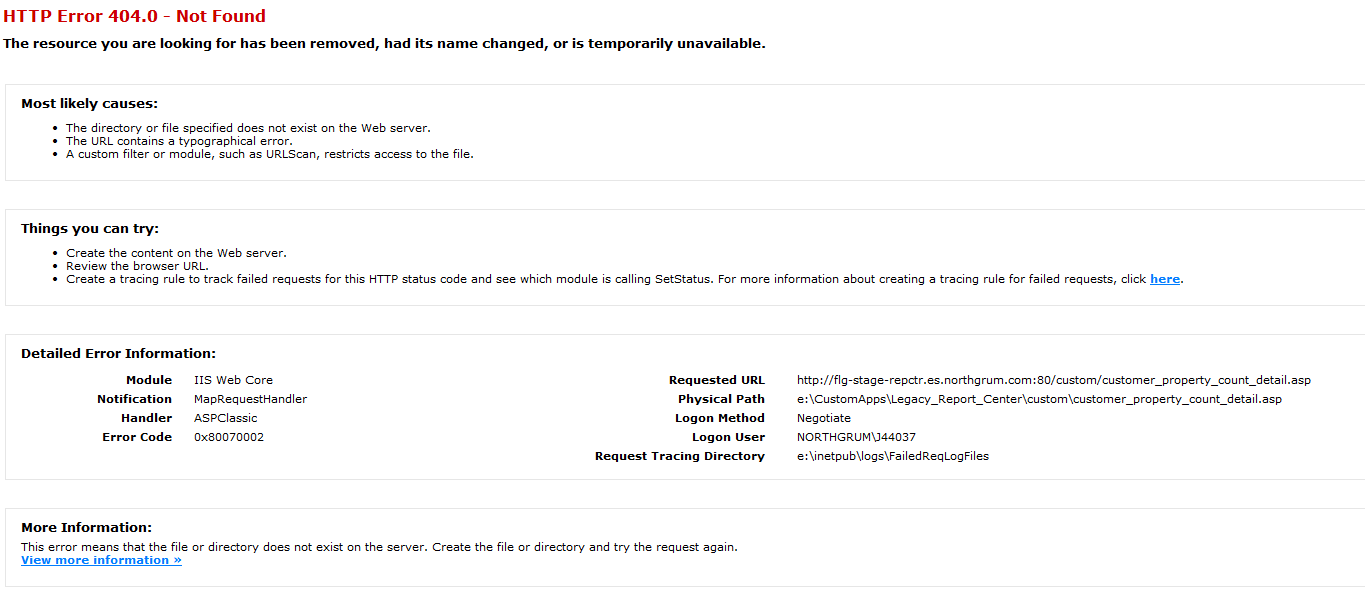 HTTP Error 404.0 - Not Found
The resource you are looking for has been removed, had its name changed, or is temporarily unavailable.
Most likely causes:
• The directory or file specified does not exist on the Web server.
• The URL contains a typographical error.
• A custom filter or module, such as URLScan, restricts access to the file.
Things you can try:
• Create the content on the Web server.
• Review the browser URL.
• Create a tracing rule to track failed requests for this HTTP status code and see which module is calling SetStatus. For more information about creating a tracing rule for failed requests, click here.
Detailed Error Information:
Module IIS Web Core
Notification MapRequestHandler
Handler ASPClassic
Error Code 0x80070002
Requested URL http://flg-stage-repctr.es.northgrum.com:80/custom/customer_property_count_detail.asp
Physical Path e:\CustomApps\Legacy_Report_Center\custom\customer_property_count_detail.asp
Logon Method Negotiate
Logon User NORTHGRUM\J44037
Request Tracing Directory e:\inetpub\logs\FailedReqLogFiles
More Information:
This error means that the file or directory does not exist on the server. Create the file or directory and try the request again.
View more information »